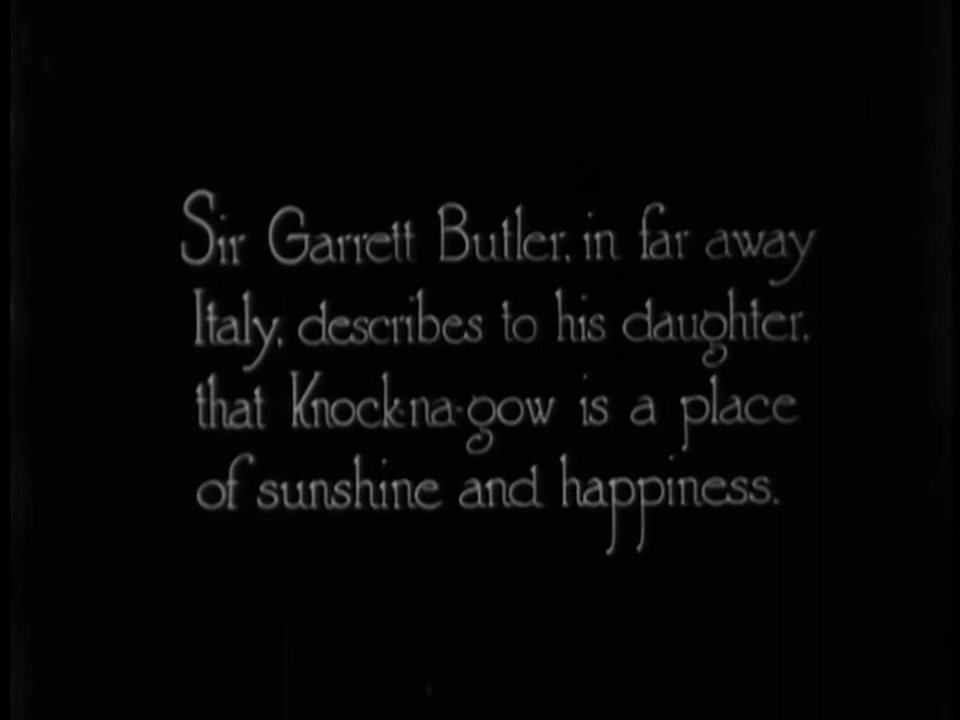 Sir Garrett Butler, in far away
Italy, describes to his daughter,
that Knock-na-gow is a place
of sunshine and happiness.